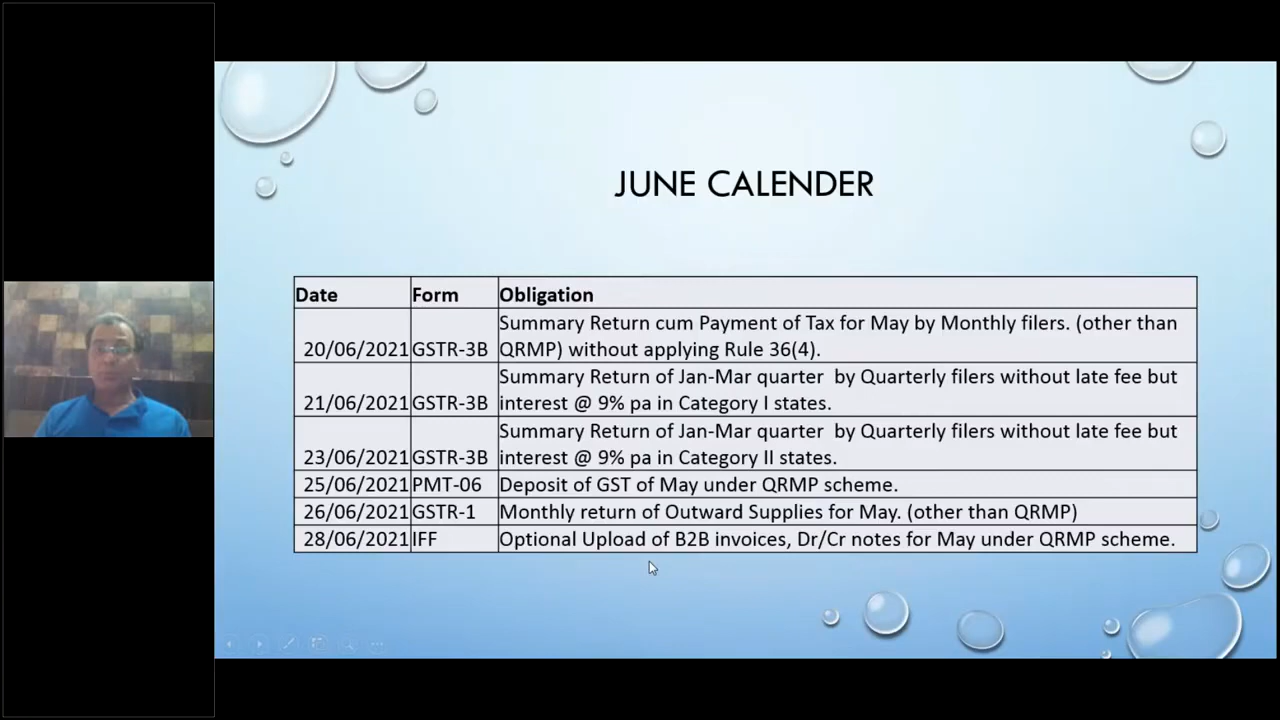 JUNE CALENDER
Date Form Obligation
Summary Return cum Payment of Tax for May by Monthly filers. (other than
20/06/2021 GSTR-3B QRMP) without applying Rule 36(4).
Summary Return of Jan-Mar quarter by Quarterly filers without late fee but
21/06/2021 GSTR-3B interest @ 9% pa in Category I states.
Summary Return of Jan-Mar quarter by Quarterly filers without late fee but
23/06/2021 GSTR-3B interest @ 9% pa in Category II states.
25/06/2021 PMT-06 Deposit of GST of May under QRMP scheme.
26/06/2021 GSTR-1 Monthly return of Outward Supplies for May. (other than QRMP)
28/06/2021 IFF Optional Upload of B2B invoices, Dr/Cr notes for May under QRMP scheme.